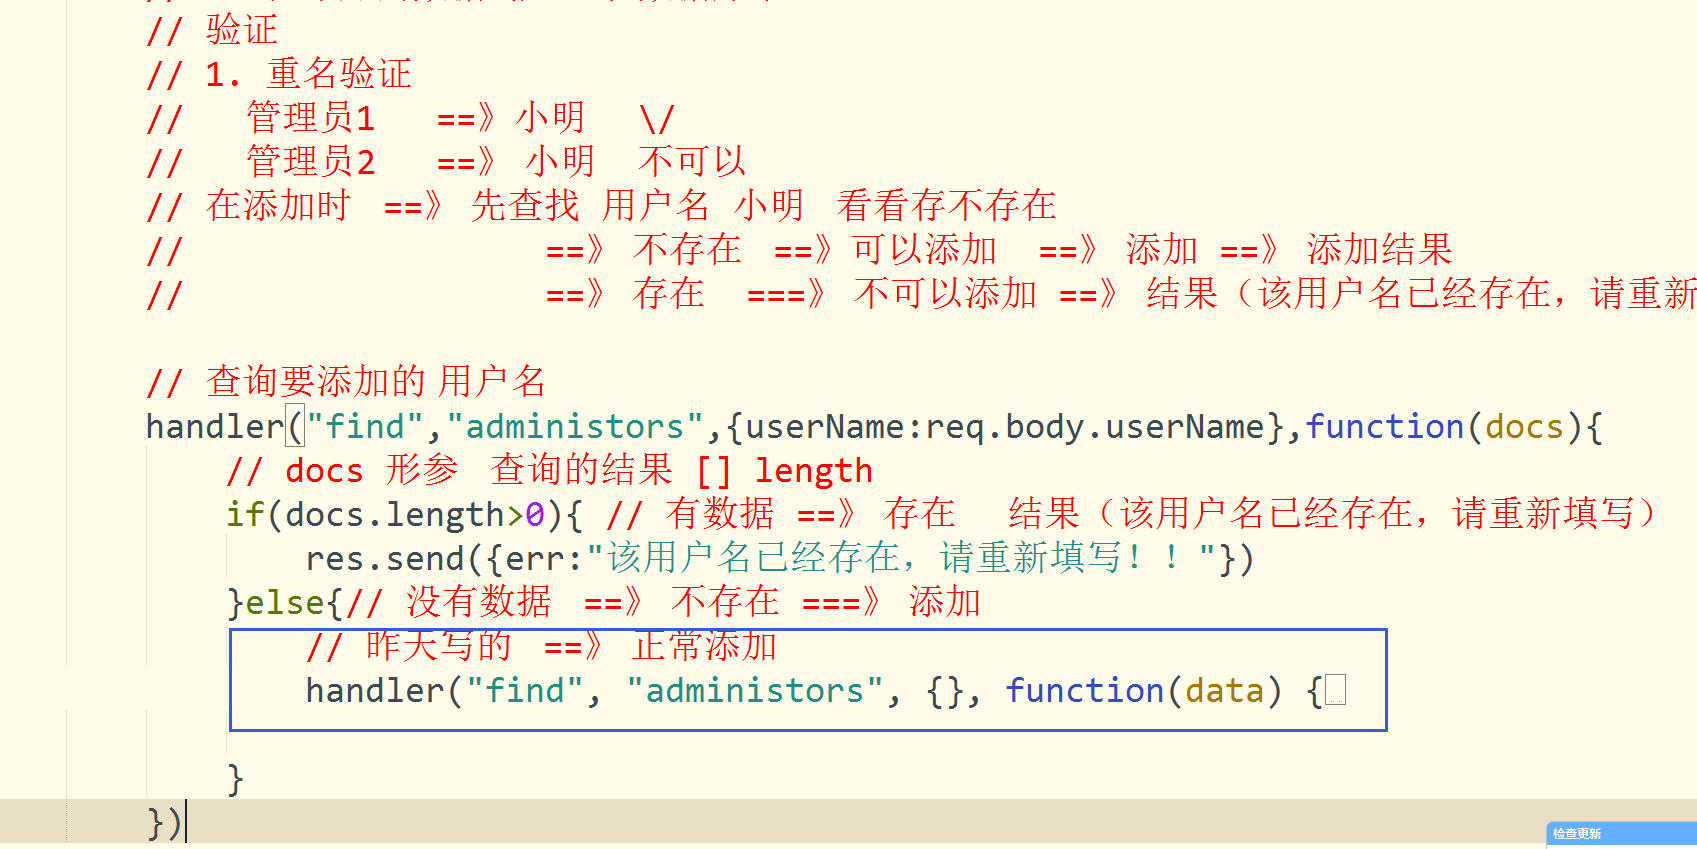 // 验证
// 1. 重名验证
// 管理员1 ==》小明 \/
// 管理员2 ==》 小明 不可以
// 在添加时 ==》 先查找 用户名 小明 看看存不存在
// ==》 不存在 ==》可以添加 ==》 添加 ==》 添加结果
// ==》 存在 ===》 不可以添加 ==》 结果（该用户名已经存在，请重新
// 查询要添加的 用户名
handler("find","administors",{userName:req.body.userName},function(docs){
// docs 形参 查询的结果 [] length
if(docs.length>0){ // 有数据 ==》 存在 结果（该用户名已经存在，请重新填写）
res.send({err:"该用户名已经存在，请重新填写！！"})
}else{// 没有数据 ==》 不存在 ===》 添加
// 昨天写的 ==》 正常添加
handler("find", "administors", {}, function(data) {
}
})
检查更新